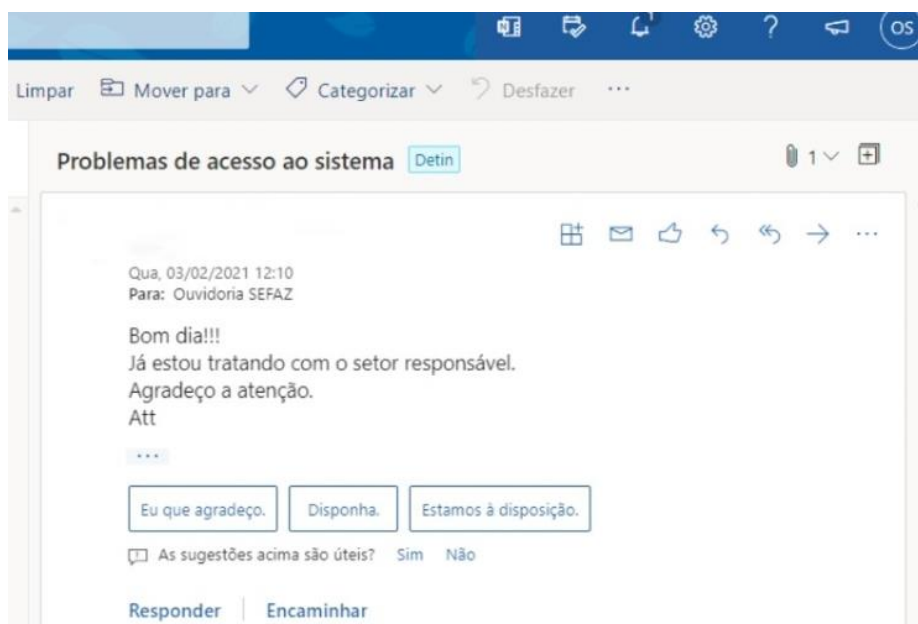 OS
Limpar Mover para Categorizar Desfazer ...
Problemas de acesso ao sistema Detin 1
Qua, 03/02/2021 12:10
Para: Ouvidoria SEFAZ
Bom dia!!!
Já estou tratando com o setor responsável.
Agradeço a atenção.
Att
...
Eu que agradeço. Disponha. Estamos à disposição.
As sugestões acima são úteis? Sim Não
Responder Encaminhar